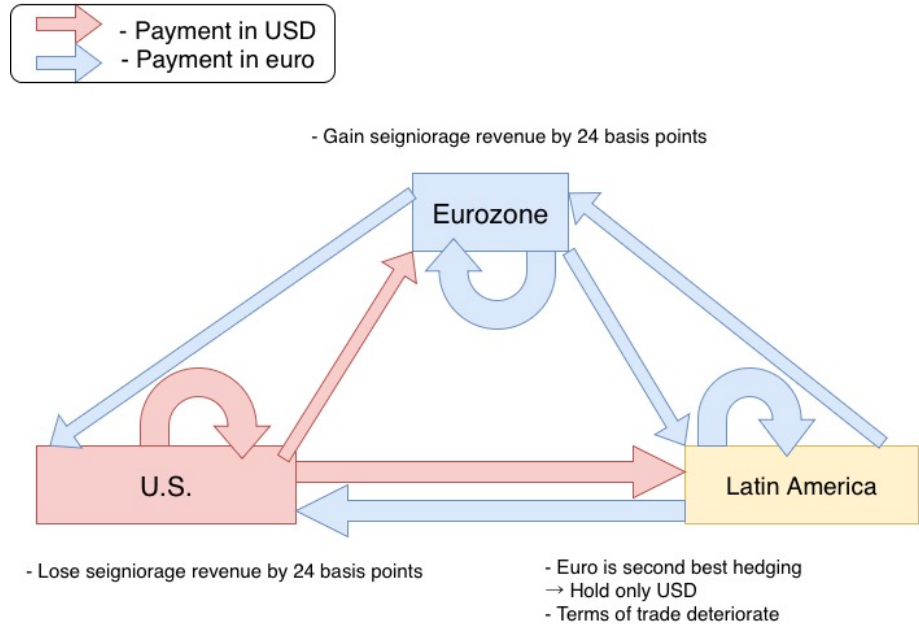 - Payment in USD
- Payment in euro
- Gain seigniorage revenue by 24 basis points
Eurozone
U.S.
Latin America
- Lose seigniorage revenue by 24 basis points
- Euro is second best hedging
→ Hold only USD
- Terms of trade deteriorate